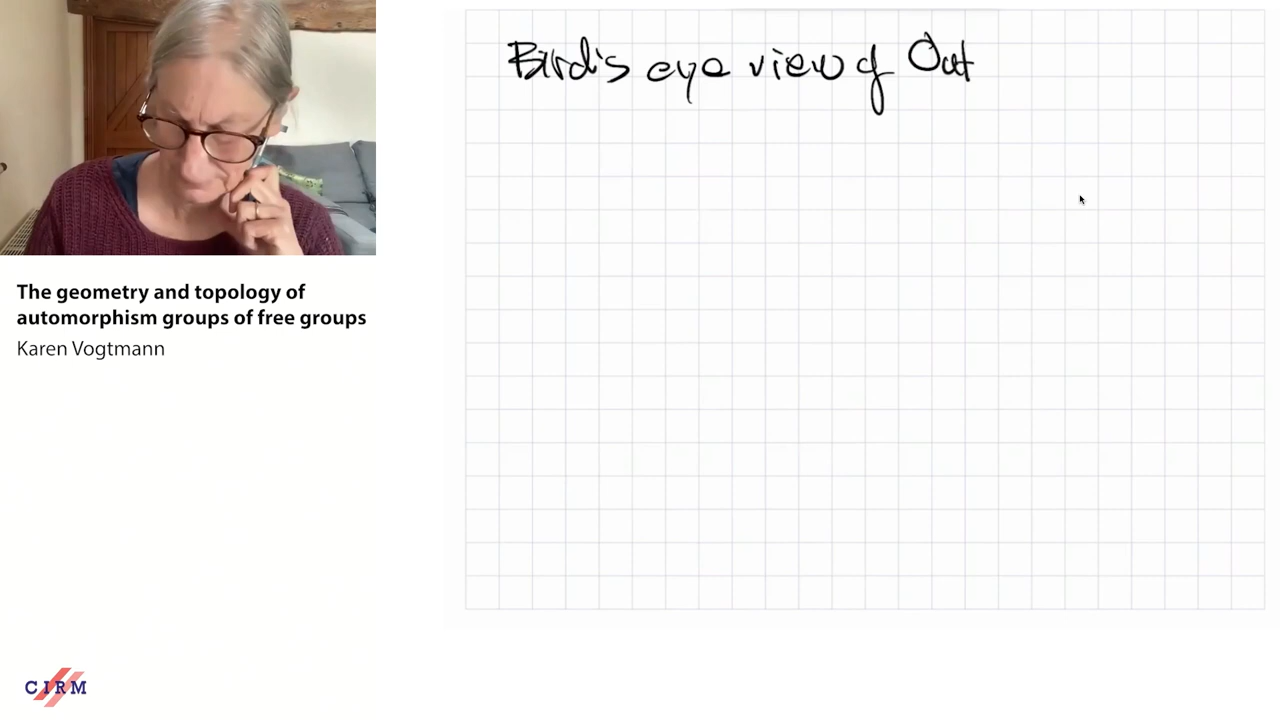 Bird's eye view of Out
The geometry and topology of
automorphism groups of free groups
Karen Vogtmann
CIRM